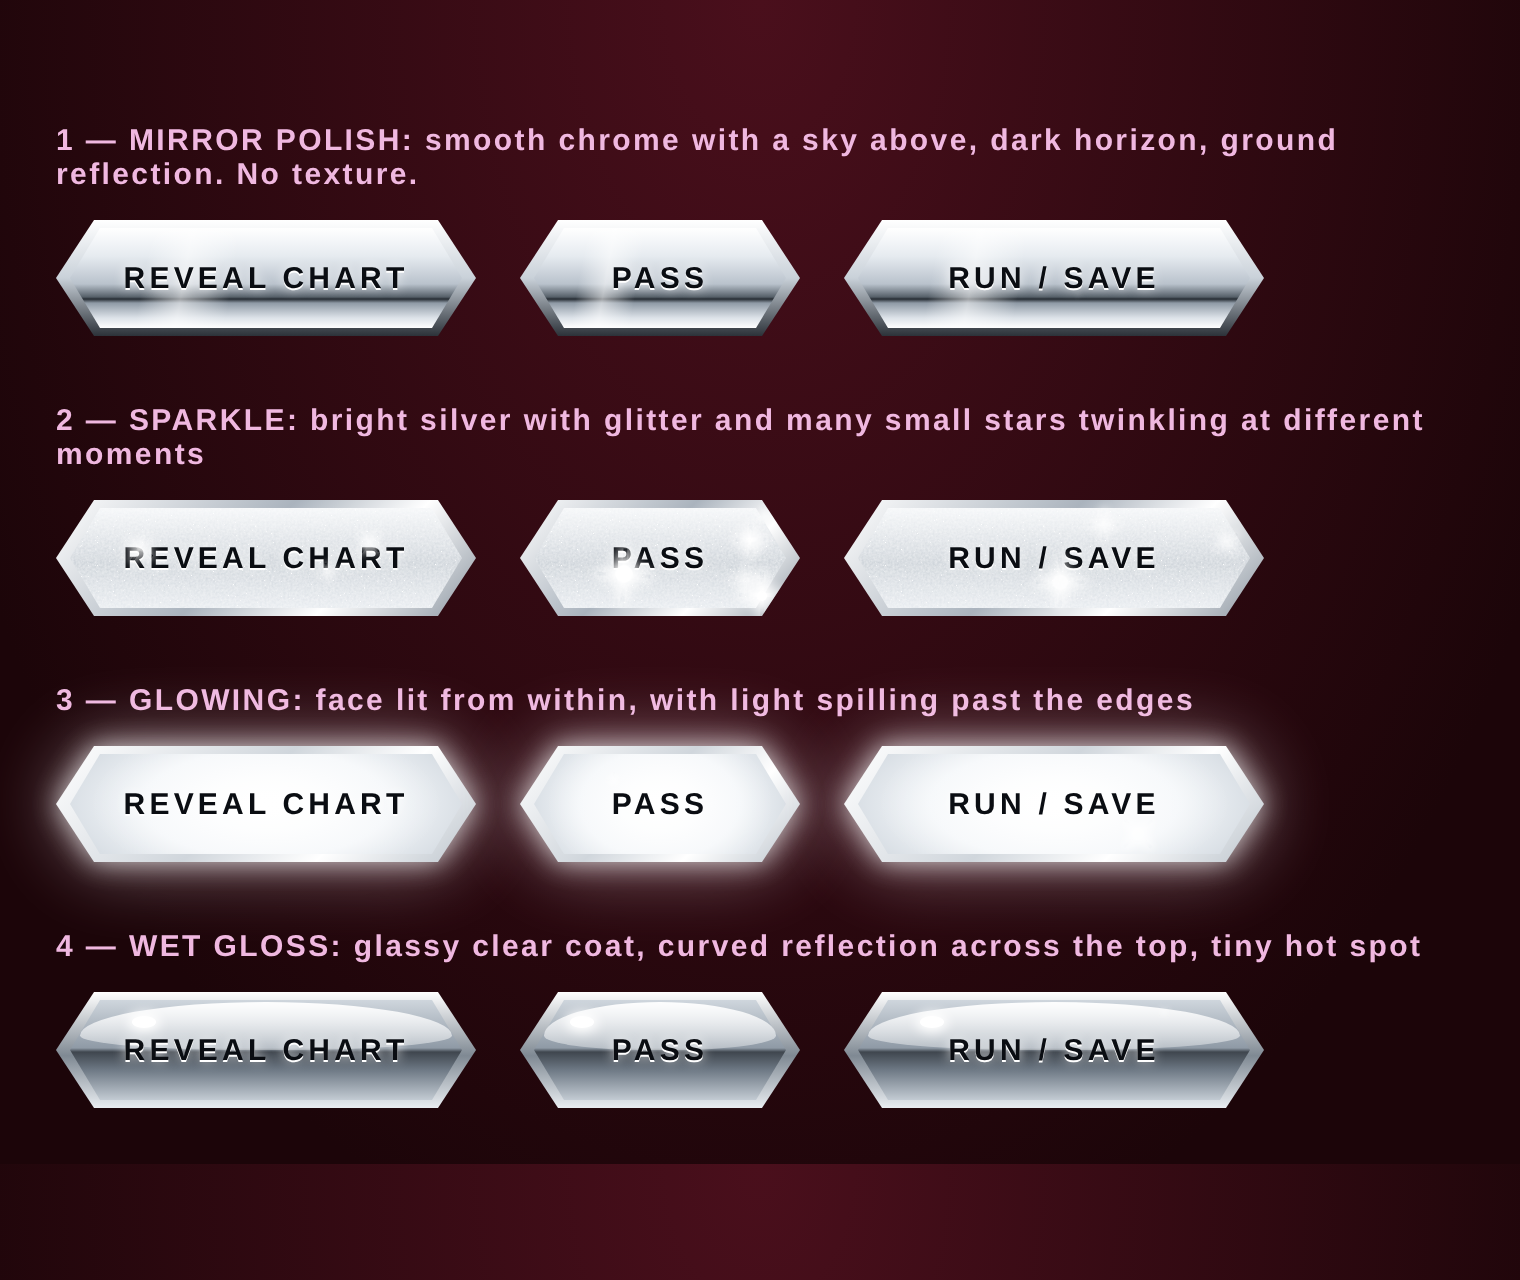 1 — MIRROR POLISH: smooth chrome with a sky above, dark horizon, ground
reflection. No texture.
REVEAL CHART
PASS
RUN / SAVE
2 — SPARKLE: bright silver with glitter and many small stars twinkling at different
moments
REVEAL CHART
PASS
RUN / SAVE
3 — GLOWING: face lit from within, with light spilling past the edges
REVEAL CHART
PASS
RUN / SAVE
4 — WET GLOSS: glassy clear coat, curved reflection across the top, tiny hot spot
REVEAL CHART
PASS
RUN / SAVE